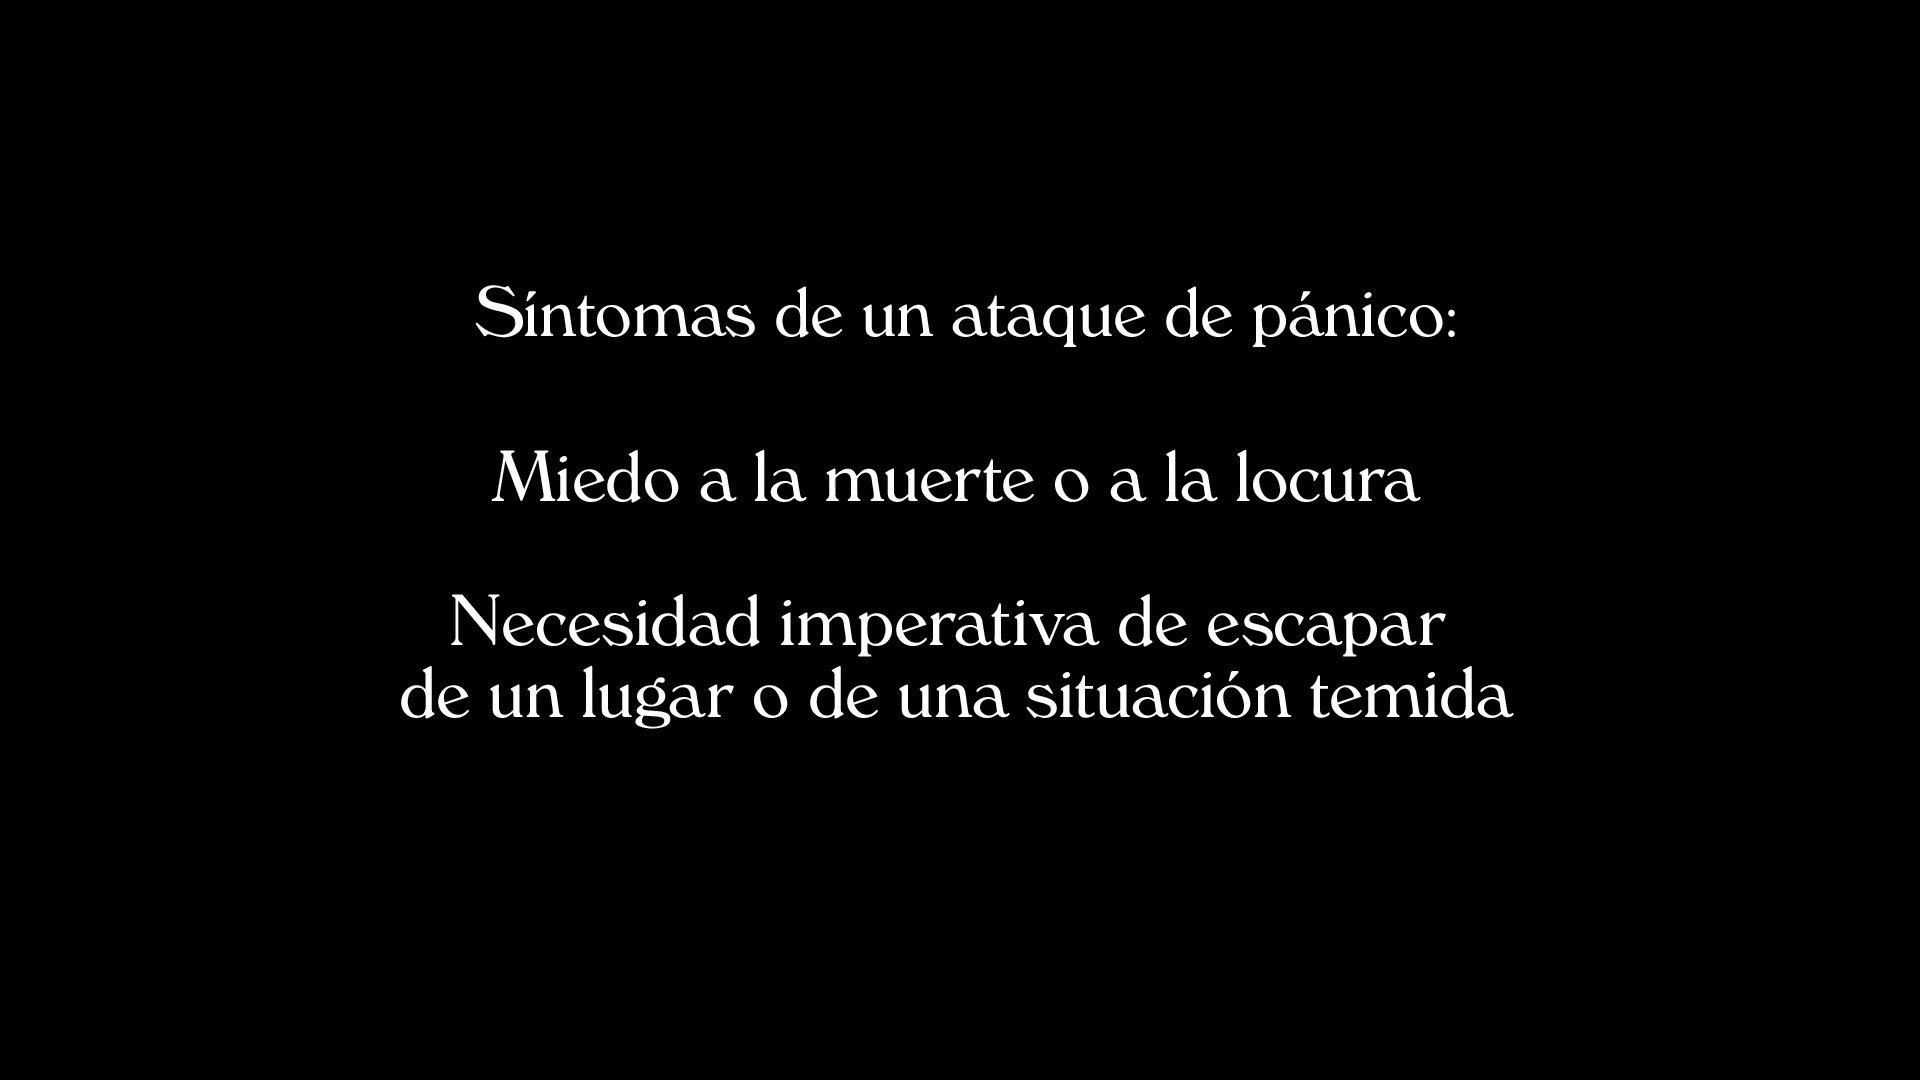 Síntomas de un ataque de pánico:
Miedo a la muerte o a la locura
Necesidad imperativa de escapar
de un lugar o de una situación temida